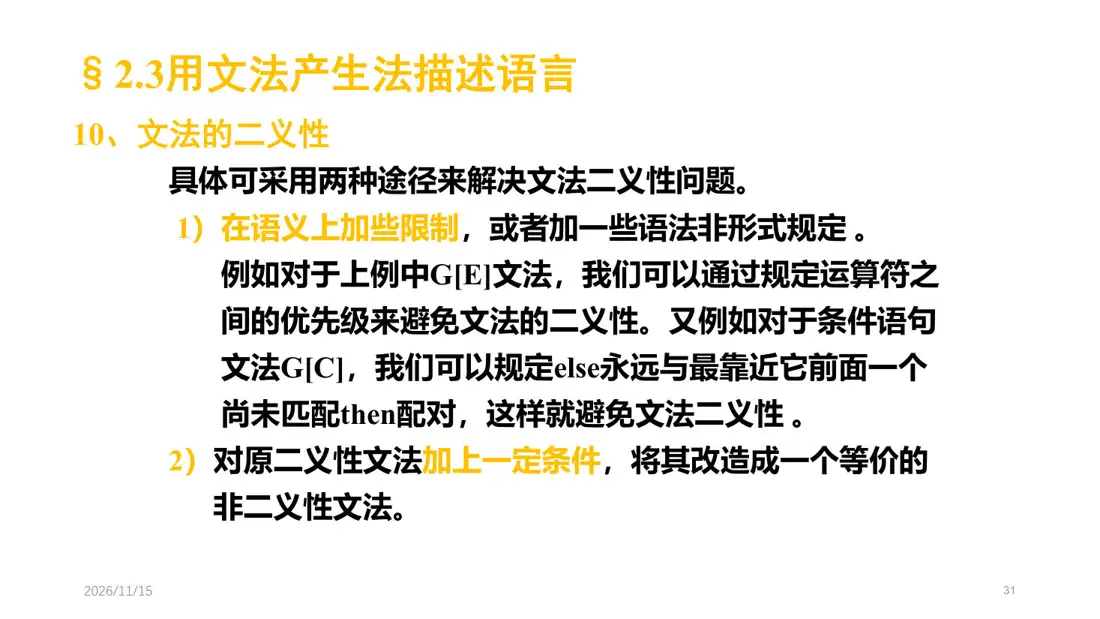 §2.3用文法产生法描述语言
10、文法的二义性
具体可采用两种途径来解决文法二义性问题。
1）在语义上加些限制，或者加一些语法非形式规定 。
例如对于上例中G[E]文法，我们可以通过规定运算符之
间的优先级来避免文法的二义性。又例如对于条件语句
文法G[C]，我们可以规定else永远与最靠近它前面一个
尚未匹配then配对，这样就避免文法二义性 。
2）对原二义性文法加上一定条件，将其改造成一个等价的
非二义性文法。
2026/11/15
31